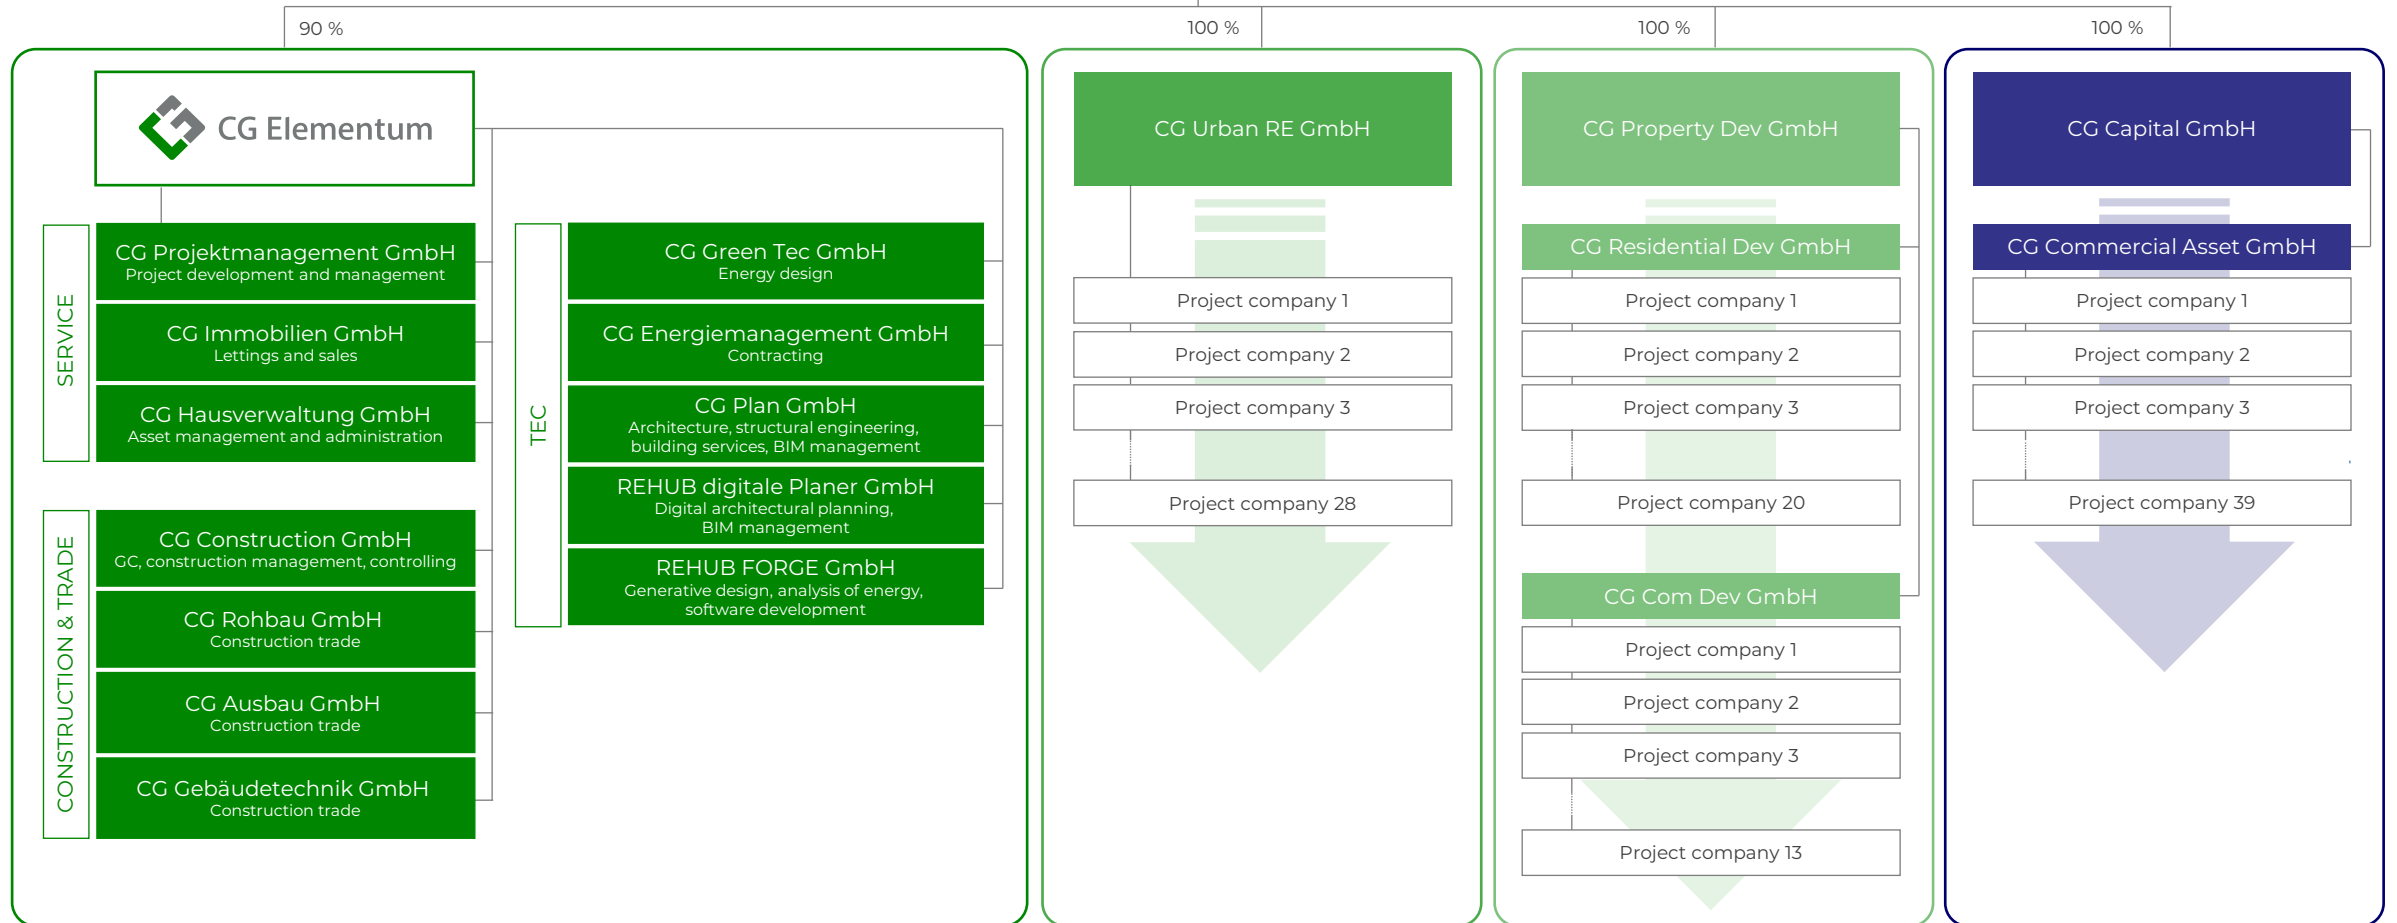 90 %
100 %
100 %
100 %
CG Elementum
SERVICE
CG Projektmanagement GmbH
Project development and management
CG Immobilien GmbH
Lettings and sales
CG Hausverwaltung GmbH
Asset management and administration
CONSTRUCTION & TRADE
CG Construction GmbH
GC, construction management, controlling
CG Rohbau GmbH
Construction trade
CG Ausbau GmbH
Construction trade
CG Gebäudetechnik GmbH
Construction trade
TEC
CG Green Tec GmbH
Energy design
CG Energiemanagement GmbH
Contracting
CG Plan GmbH
Architecture, structural engineering,
building services, BIM management
REHUB digitale Planer GmbH
Digital architectural planning,
BIM management
REHUB FORGE GmbH
Generative design, analysis of energy,
software development
CG Urban RE GmbH
Project company 1
Project company 2
Project company 3
Project company 28
CG Property Dev GmbH
CG Residential Dev GmbH
Project company 1
Project company 2
Project company 3
Project company 20
CG Com Dev GmbH
Project company 1
Project company 2
Project company 3
Project company 13
CG Capital GmbH
CG Commercial Asset GmbH
Project company 1
Project company 2
Project company 3
Project company 39